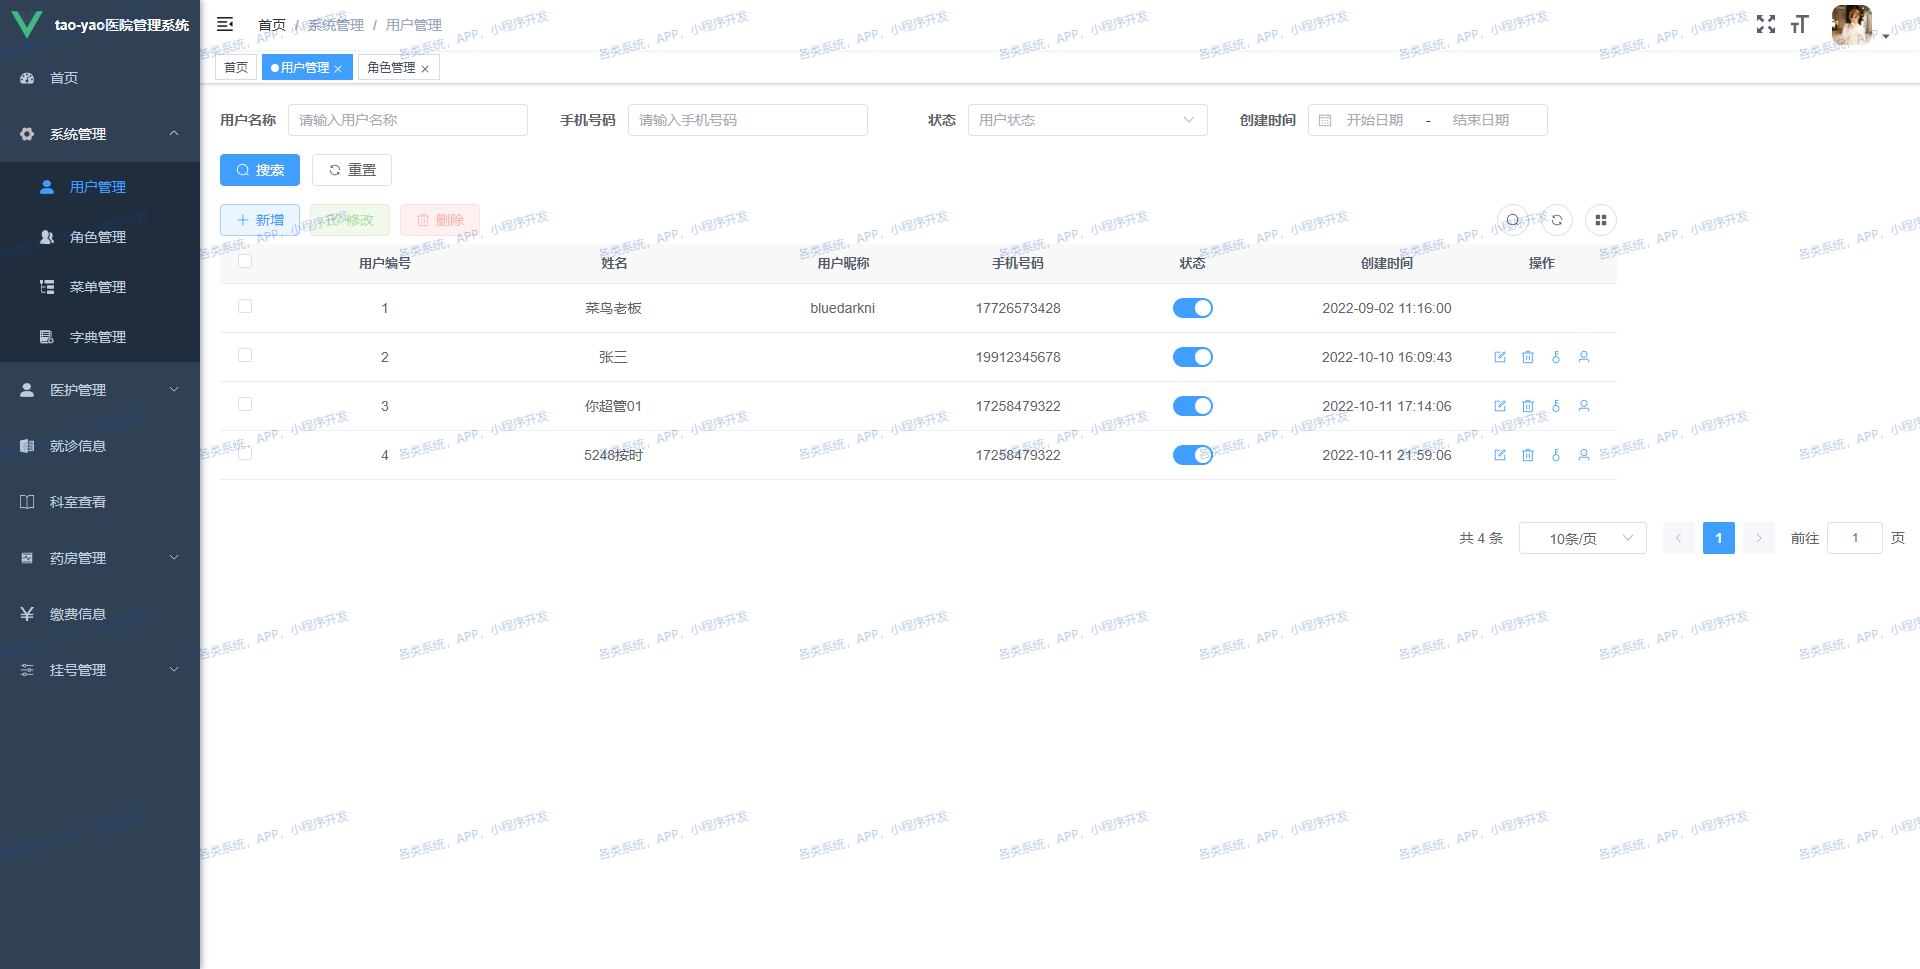 tao-yao医院管理系统
首页
系统管理
用户管理
角色管理
菜单管理
字典管理
医护管理
就诊信息
科室查看
药房管理
缴费信息
挂号管理
首页 / 系统管理 / 用户管理
首页 用户管理 × 角色管理 ×
用户名称 请输入用户名称 手机号码 请输入手机号码 状态 用户状态 创建时间 开始日期 - 结束日期
搜索 重置
新增 修改 删除
用户编号 姓名 用户昵称 手机号码 状态 创建时间 操作
1 菜鸟老板 bluedarkni 17726573428 2022-09-02 11:16:00
2 张三 19912345678 2022-10-10 16:09:43
3 你超管01 17258479322 2022-10-11 17:14:06
4 5248按时 17258479322 2022-10-11 21:59:06
共 4 条 10条/页 1 前往 1 页
各类系统，APP，小程序开发